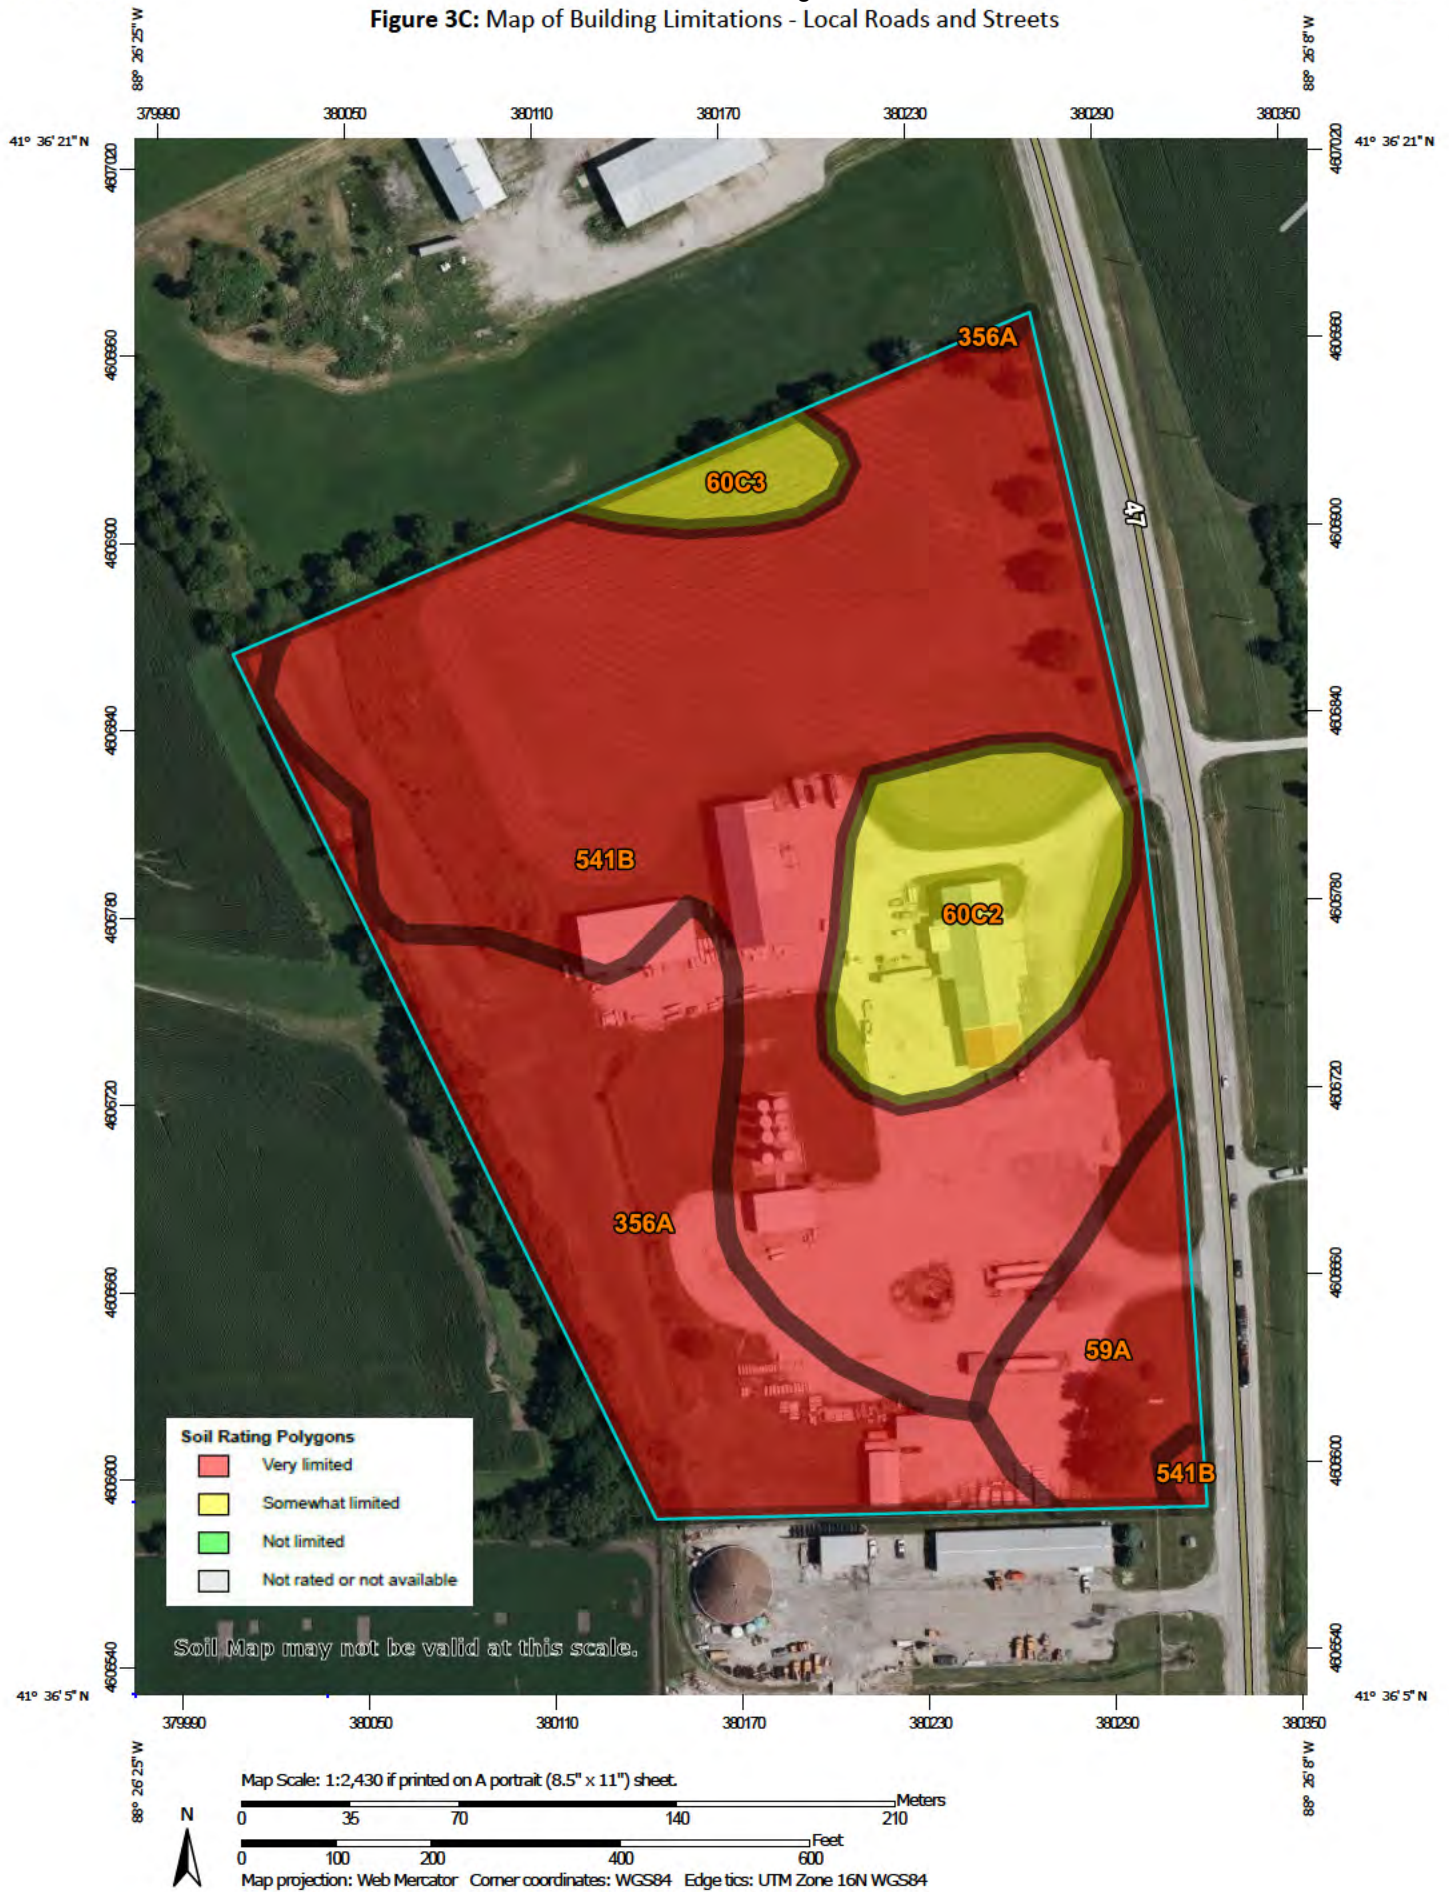 Figure 3C: Map of Building Limitations - Local Roads and Streets
88° 26' 25" W
88° 26' 8" W
379990 380050 380110 380170 380230 380290 380350
41° 36' 21" N
41° 36' 21" N
4607020
4607020
356A
4606960
4606960
60C3
47
4606900
4606900
4606840
4606840
541B
60C2
4606780
4606780
4606720
4606720
356A
4606660
4606660
59A
541B
4606600
4606600
Soil Rating Polygons
Very limited
Somewhat limited
Not limited
Not rated or not available
Soil Map may not be valid at this scale.
4606540
4606540
41° 36' 5" N
41° 36' 5" N
379990 380050 380110 380170 380230 380290 380350
88° 26' 25" W
88° 26' 8" W
Map Scale: 1:2,430 if printed on A portrait (8.5" x 11") sheet.
N
Meters
0 35 70 140 210
Feet
0 100 200 400 600
Map projection: Web Mercator Corner coordinates: WGS84 Edge tics: UTM Zone 16N WGS84